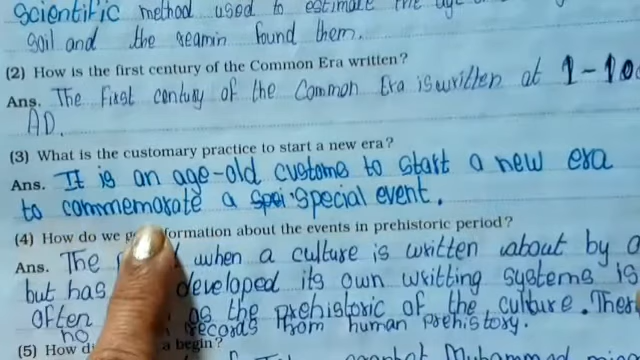 scientific method used to estimate the age
soil and the reamin found them.
(2) How is the first century of the Common Era written?
Ans. The First century of the Common Era is written at 1-100
AD.
(3) What is the customary practice to start a new era?
Ans. It is an age-old custome to start a new era
to commemorate a special event.
(4) How do we formation about the events in prehistoric period?
Ans. The when a culture is written about by o
but has developed its own writting systems is
often as the prehistoric of the culture. Ther
no records from human prehistory.
(5) How begin?